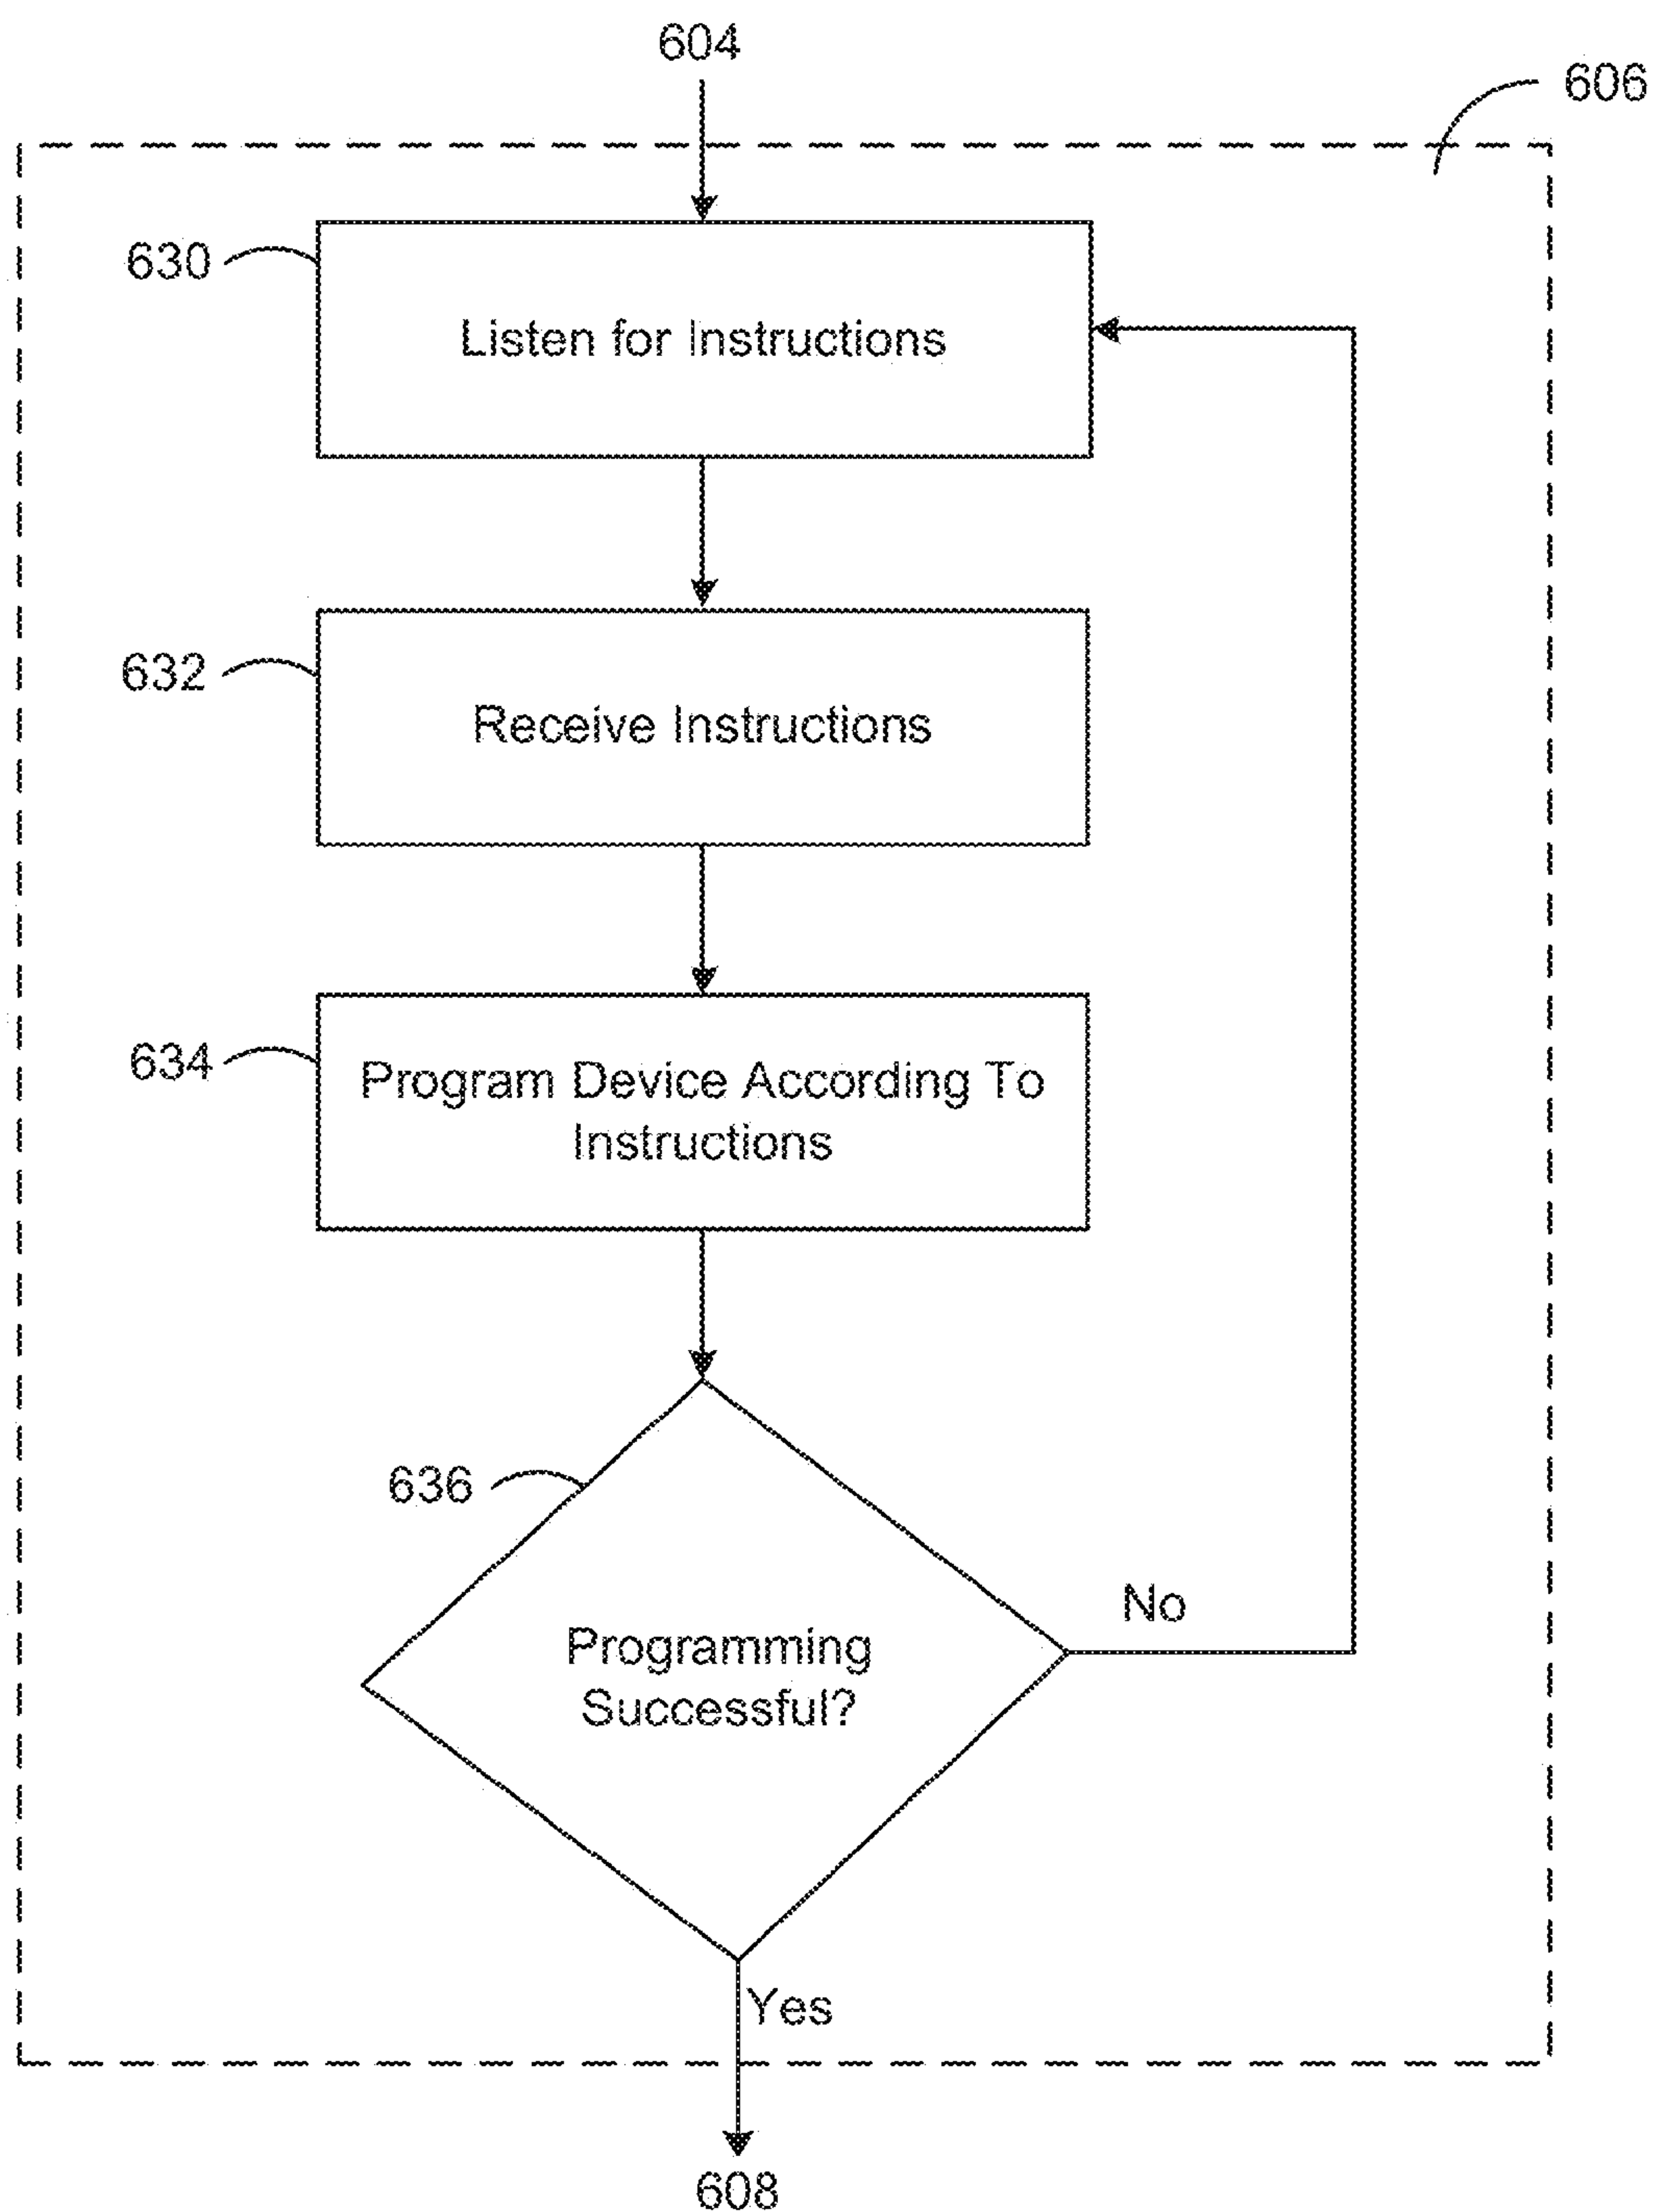 604
606
630
Listen for Instructions
632
Receive Instructions
634
Program Device According To
Instructions
636
No
Programming
Successful?
Yes
608